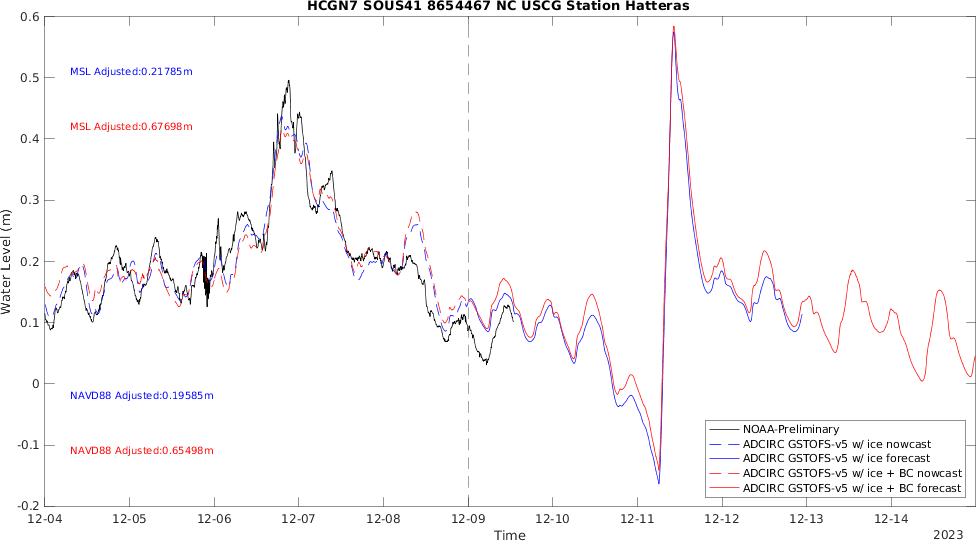 HCGN7 SOUS41 8654467 NC USCG Station Hatteras
0.6
0.5
0.4
0.3
0.2
0.1
0
-0.1
-0.2
Water Level (m)
MSL Adjusted:0.21785m
MSL Adjusted:0.67698m
NAVD88 Adjusted:0.19585m
NAVD88 Adjusted:0.65498m
NOAA-Preliminary
ADCIRC GSTOFS-v5 w/ ice nowcast
ADCIRC GSTOFS-v5 w/ ice forecast
ADCIRC GSTOFS-v5 w/ ice + BC nowcast
ADCIRC GSTOFS-v5 w/ ice + BC forecast
12-04 12-05 12-06 12-07 12-08 12-09 12-10 12-11 12-12 12-13 12-14
Time
2023